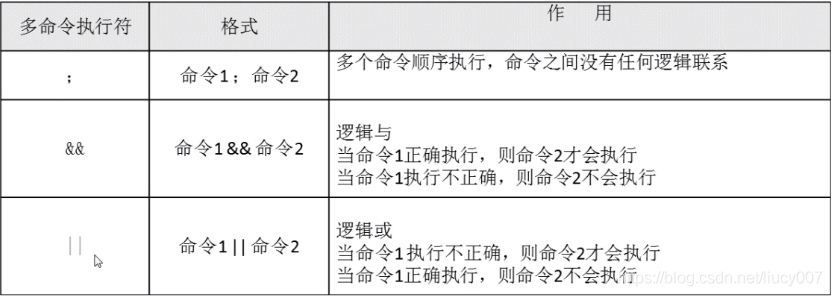 多命令执行符 格式 作 用
; 命令1；命令2 多个命令顺序执行，命令之间没有任何逻辑联系
&& 命令1 && 命令2 逻辑与
当命令1正确执行，则命令2才会执行
当命令1执行不正确，则命令2不会执行
|| 命令1 || 命令2 逻辑或
当命令1执行不正确，则命令2才会执行
当命令1正确执行，则命令2不会执行
https://blog.csdn.net/liucy007